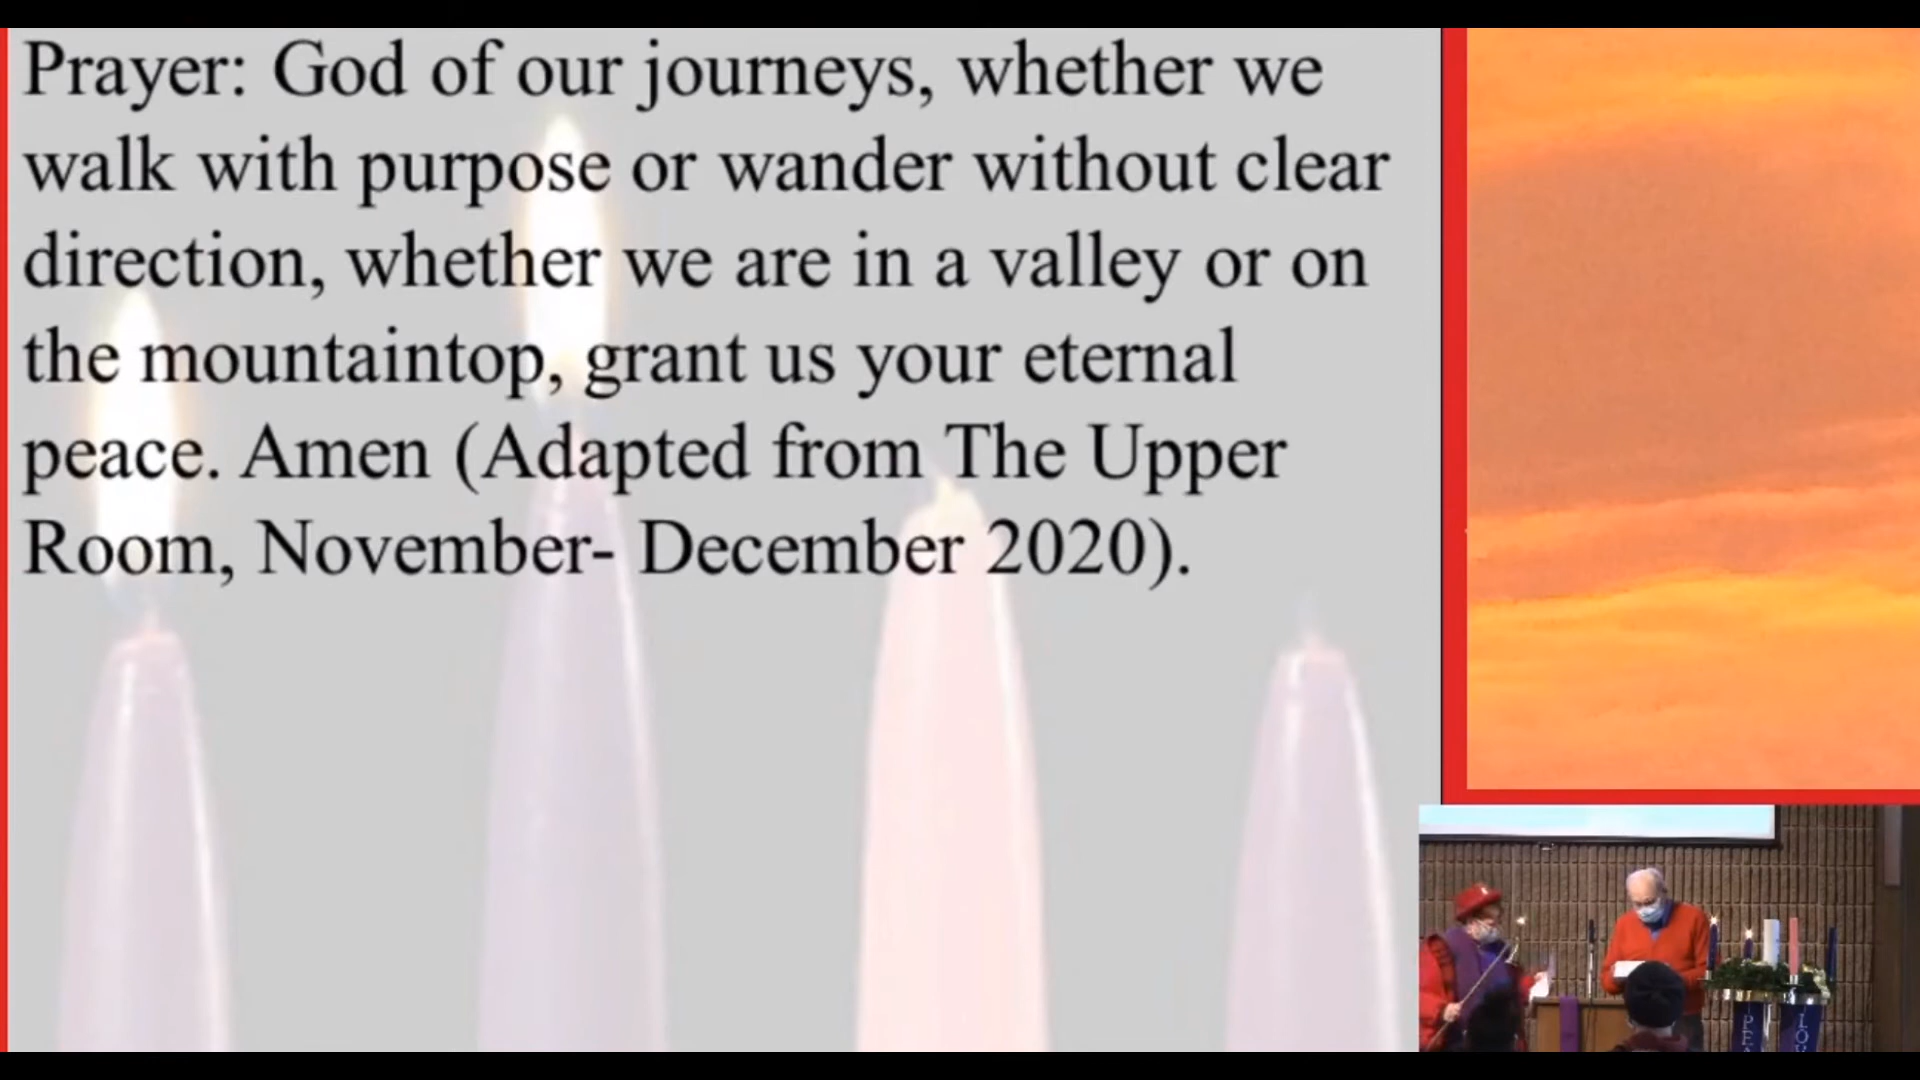 Prayer: God of our journeys, whether we
walk with purpose or wander without clear
direction, whether we are in a valley or on
the mountaintop, grant us your eternal
peace. Amen (Adapted from The Upper
Room, November- December 2020).